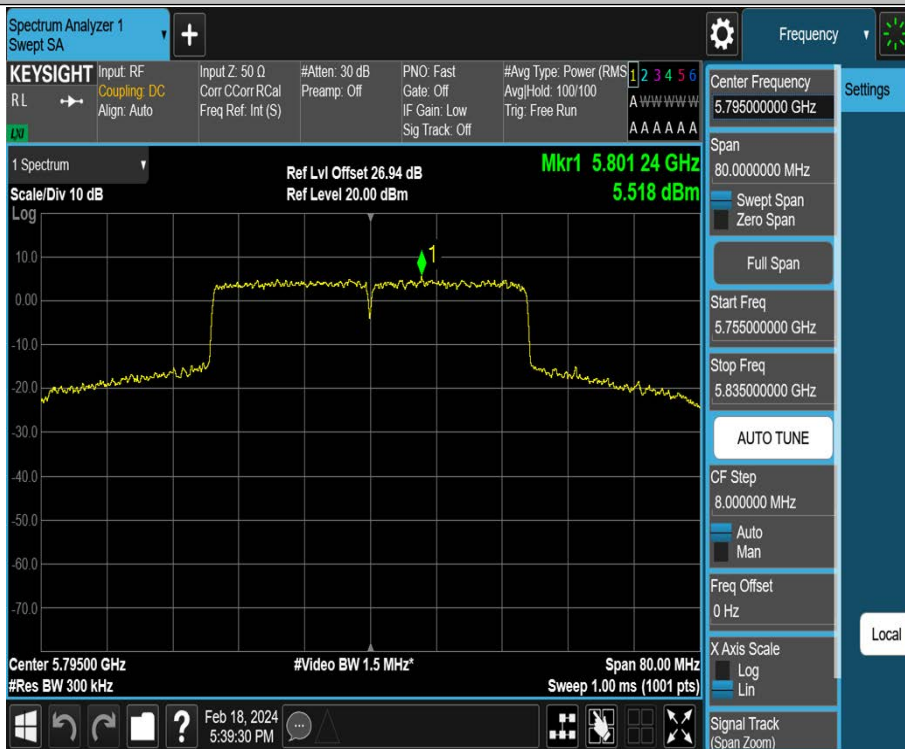 Spectrum Analyzer 1
Swept SA
+
Frequency
KEYSIGHT
RL
LXI
Input: RF
Coupling: DC
Align: Auto
Input Z: 50 Ω
Corr CCorr RCal
Freq Ref: Int (S)
#Atten: 30 dB
Preamp: Off
PNO: Fast
Gate: Off
IF Gain: Low
Sig Track: Off
#Avg Type: Power (RMS
Avg|Hold: 100/100
Trig: Free Run
1 2 3 4 5 6
A W W W W W
A A A A A A
1 Spectrum
Scale/Div 10 dB
Log
Ref Lvl Offset 26.94 dB
Ref Level 20.00 dBm
Mkr1 5.801 24 GHz
5.518 dBm
1
10.0
0.00
-10.0
-20.0
-30.0
-40.0
-50.0
-60.0
-70.0
Center 5.79500 GHz
#Res BW 300 kHz
#Video BW 1.5 MHz*
Span 80.00 MHz
Sweep 1.00 ms (1001 pts)
Feb 18, 2024
5:39:30 PM
?
Center Frequency
5.795000000 GHz
Span
80.0000000 MHz
Swept Span
Zero Span
Full Span
Start Freq
5.755000000 GHz
Stop Freq
5.835000000 GHz
AUTO TUNE
CF Step
8.000000 MHz
Auto
Man
Freq Offset
0 Hz
X Axis Scale
Log
Lin
Signal Track
(Span Zoom)
Settings
Local